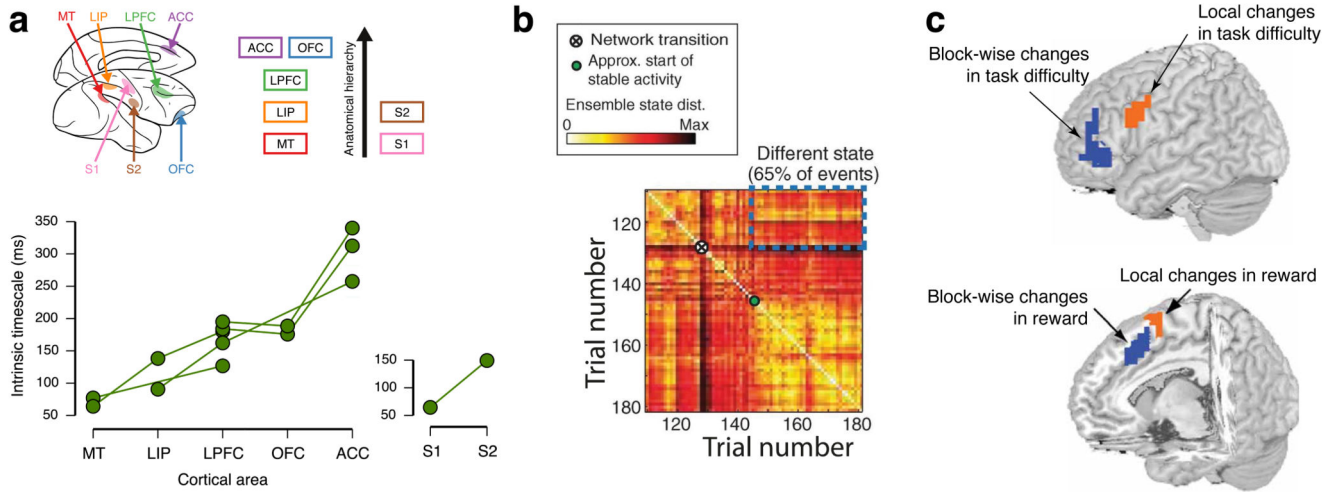 a
MT LIP LPFC ACC
S1 S2 OFC
ACC OFC
LPFC
LIP S2
MT S1
Anatomical hierarchy
Intrinsic timescale (ms)
350
300
250
200
150
100
50
MT LIP LPFC OFC ACC
Cortical area
150
100
50
S1 S2
b
Network transition
Approx. start of
stable activity
Ensemble state dist.
0 Max
Different state
(65% of events)
Trial number
120
130
140
160
180
120 140 160 180
Trial number
c
Local changes
in task difficulty
Block-wise changes
in task difficulty
Local changes in reward
Block-wise changes
in reward